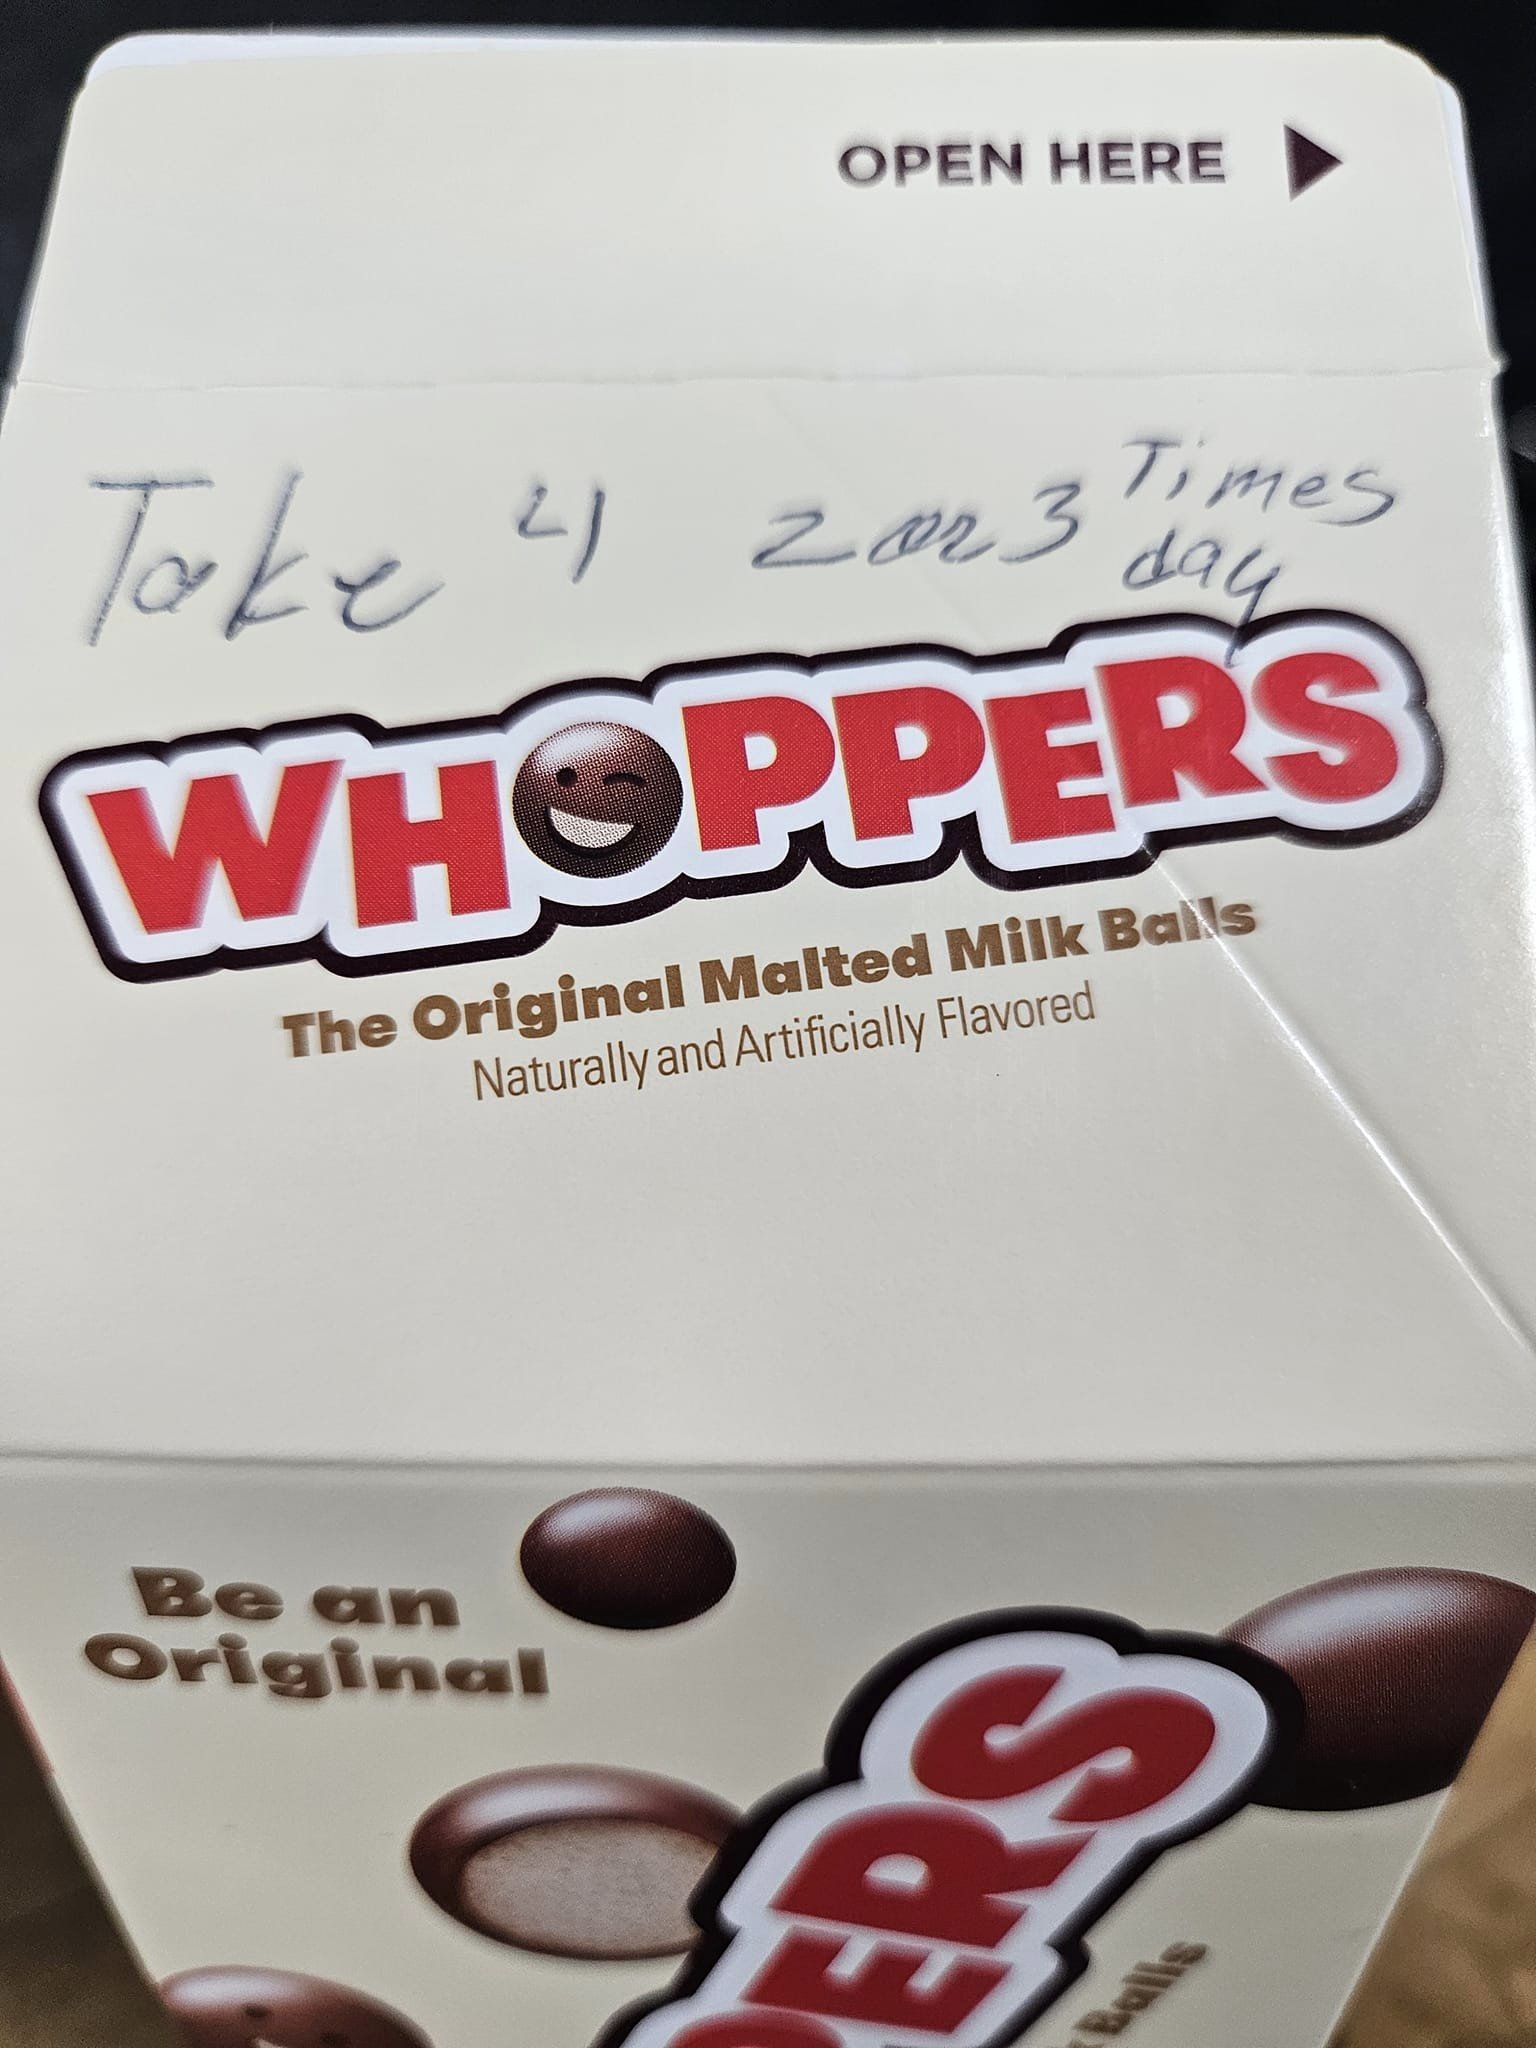 OPEN HERE
Take 4 2 or 3 Times day
WHOPPERS
The Original Malted Milk Balls
Naturally and Artificially Flavored
Be an
Original
PERS
Balls